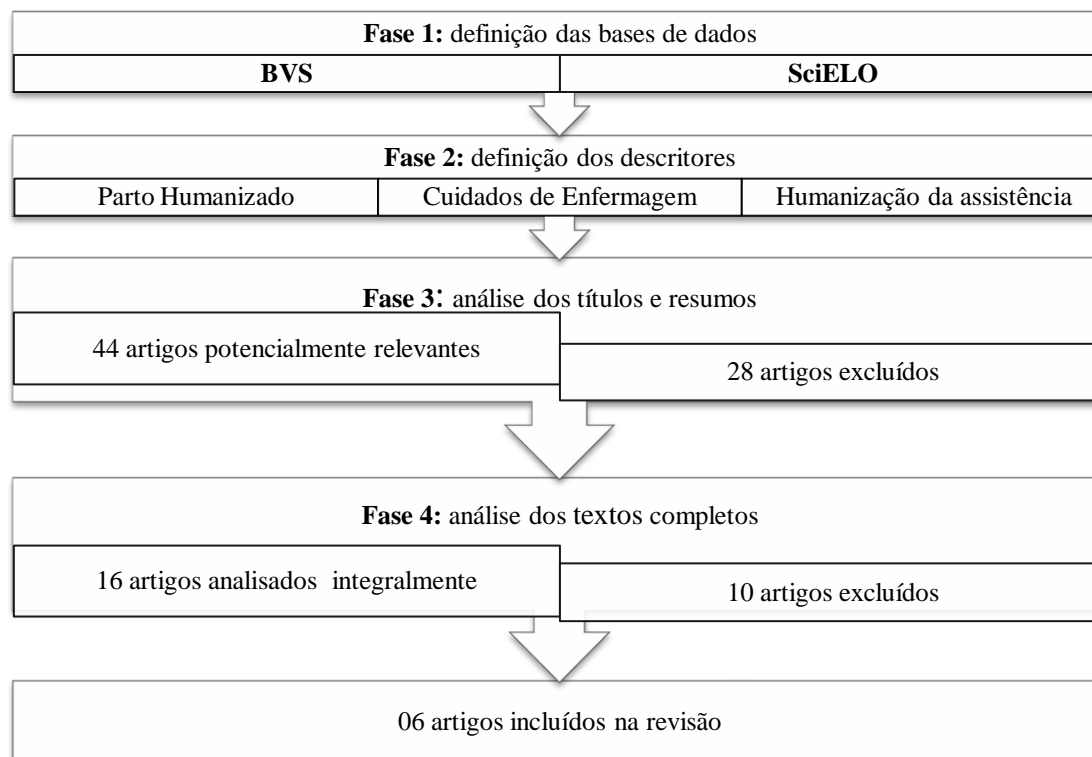 Fase 1: definição das bases de dados
BVS
SciELO
Fase 2: definição dos descritores
Parto Humanizado
Cuidados de Enfermagem
Humanização da assistência
Fase 3: análise dos títulos e resumos
44 artigos potencialmente relevantes
28 artigos excluídos
Fase 4: análise dos textos completos
16 artigos analisados integralmente
10 artigos excluídos
06 artigos incluídos na revisão